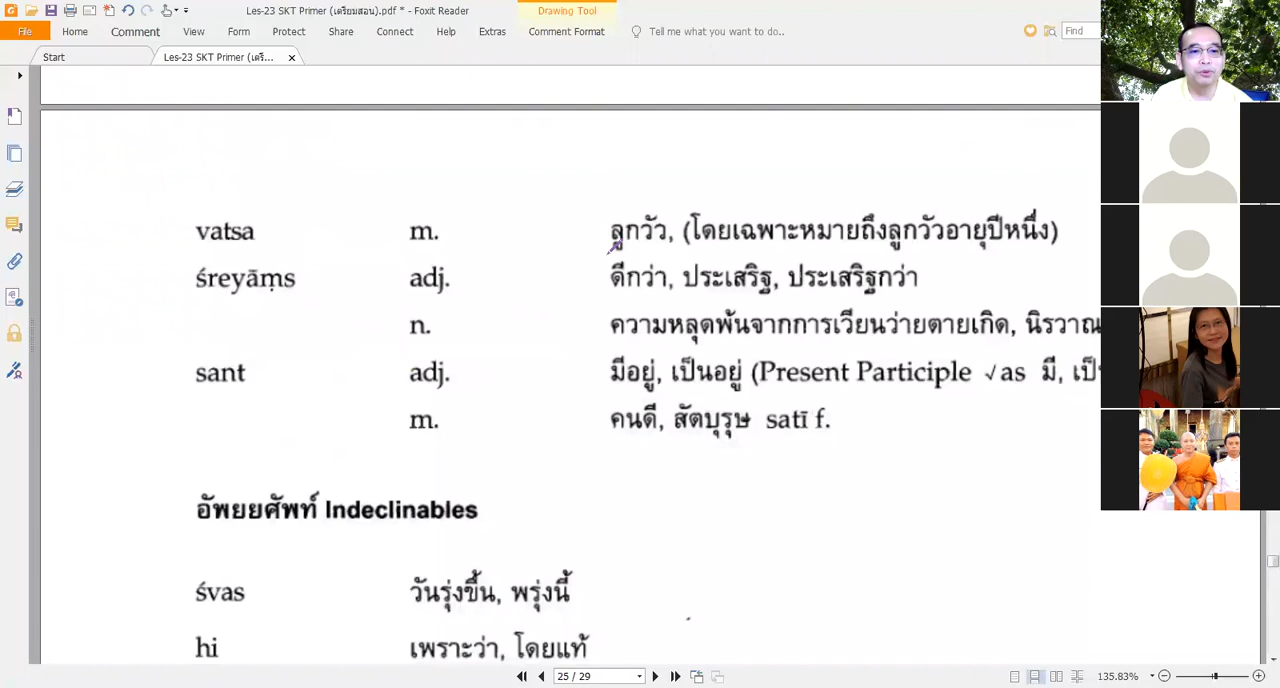 Les-23 SKT Primer (เตรียมสอน).pdf * - Foxit Reader
Drawing Tool
File Home Comment View Form Protect Share Connect Help Extras Comment Format Tell me what you want to do.. Find
Start Les-23 SKT Primer (เตรี...
vatsa m. ลูกวัว, (โดยเฉพาะหมายถึงลูกวัวอายุปีหนึ่ง)
śreyāṃs adj. ดีกว่า, ประเสริฐ, ประเสริฐกว่า
n. ความหลุดพ้นจากการเวียนว่ายตายเกิด, นิรวาณ
sant adj. มีอยู่, เป็นอยู่ (Present Participle √as มี, เป็
m. คนดี, สัตบุรุษ satī f.
อัพยยศัพท์ Indeclinables
śvas วันรุ่งขึ้น, พรุ่งนี้
hi เพราะว่า, โดยแท้
25 / 29 135.83%